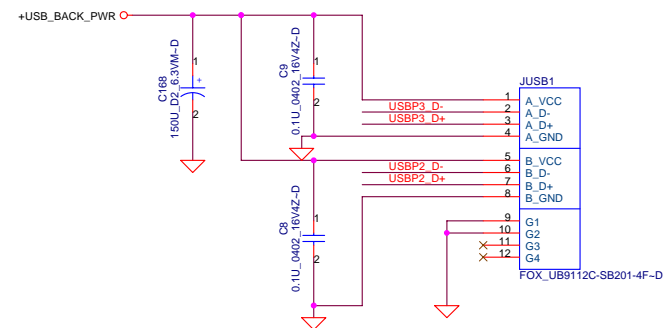 +USB_BACK_PWR
1
+
2
C168
150U_D2_6.3VM~D
1
2
C9
0.1U_0402_16V4Z~D
JUSB1
1 A_VCC
USBP3_D- 2 A_D-
USBP3_D+ 3 A_D+
4 A_GND
5 B_VCC
USBP2_D- 6 B_D-
USBP2_D+ 7 B_D+
8 B_GND
1
2
C8
0.1U_0402_16V4Z~D
9 G1
10 G2
11 G3
12 G4
FOX_UB9112C-SB201-4F~D